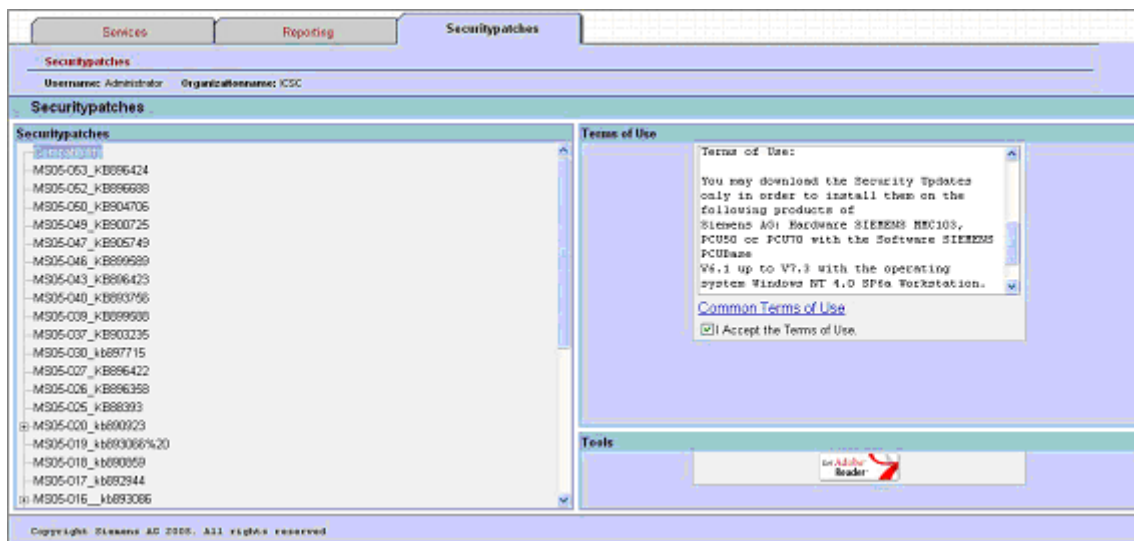 Services
Reporting
Securitypatches
Securitypatches
Username: Administrator Organizationname: ICSC
Securitypatches
Securitypatches
Compatibility
MS05-053_KB896424
MS05-052_KB896688
MS05-050_KB904706
MS05-049_KB900725
MS05-047_KB905749
MS05-046_KB899589
MS05-043_KB896423
MS05-040_KB893756
MS05-039_KB899588
MS05-037_KB903235
MS05-030_kb897715
MS05-027_KB896422
MS05-026_KB896358
MS05-025_KB88393
MS05-020_kb890923
MS05-019_kb893066%20
MS05-018_kb890859
MS05-017_kb892944
MS05-016__kb893086
Terms of Use
Terms of Use:
You may download the Security Updates
only in order to install them on the
following products of
Siemens AG: Hardware SIEMENS MMC103,
PCU50 or PCU70 with the Software SIEMENS
PCUBase
V6.1 up to V7.3 with the operating
system Windows NT 4.0 SP6a Workstation.
Common Terms of Use
I Accept the Terms of Use.
Tools
Get Adobe
Reader
Copyright Siemens AG 2005. All rights reserved